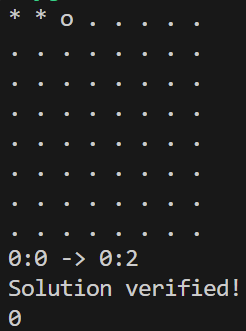 * * o . . . . .
. . . . . . . .
. . . . . . . .
. . . . . . . .
. . . . . . . .
. . . . . . . .
. . . . . . . .
. . . . . . . .
0:0 -> 0:2
Solution verified!
0